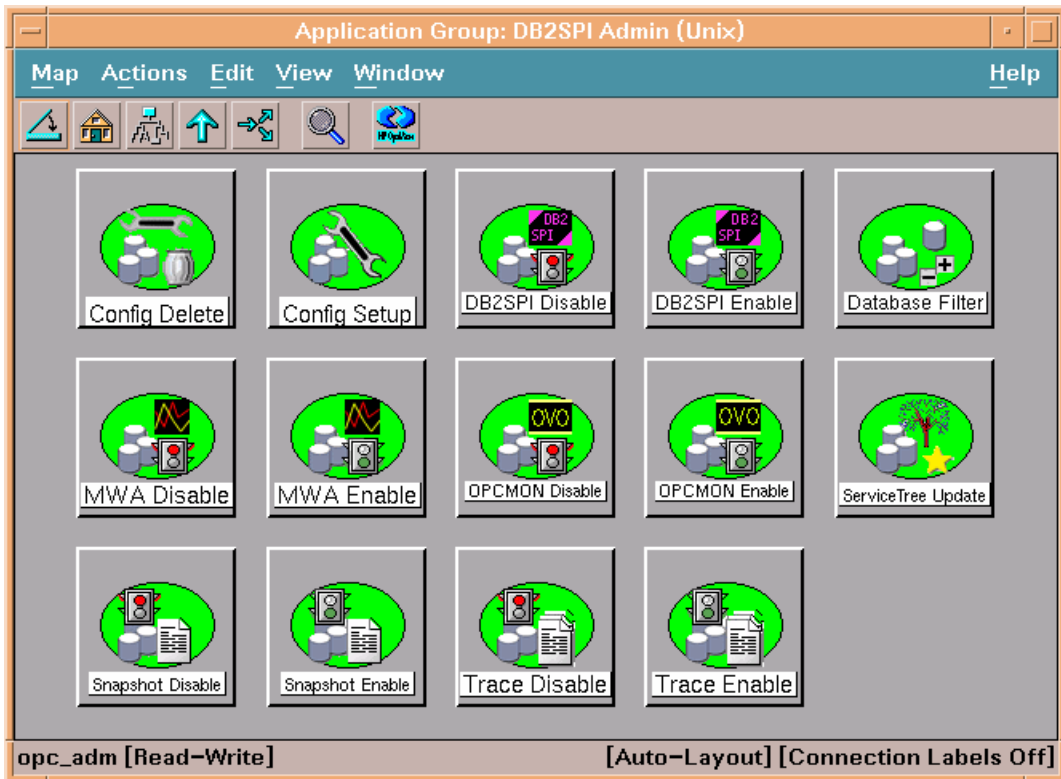 Application Group: DB2SPI Admin (Unix)
Map Actions Edit View Window Help
HP OpenView
DB2 SPI
DB2 SPI
Config Delete
Config Setup
DB2SPI Disable
DB2SPI Enable
Database Filter
OVO
OVO
MWA Disable
MWA Enable
OPCMON Disable
OPCMON Enable
ServiceTree Update
Snapshot Disable
Snapshot Enable
Trace Disable
Trace Enable
opc_adm [Read-Write]
[Auto-Layout] [Connection Labels Off]